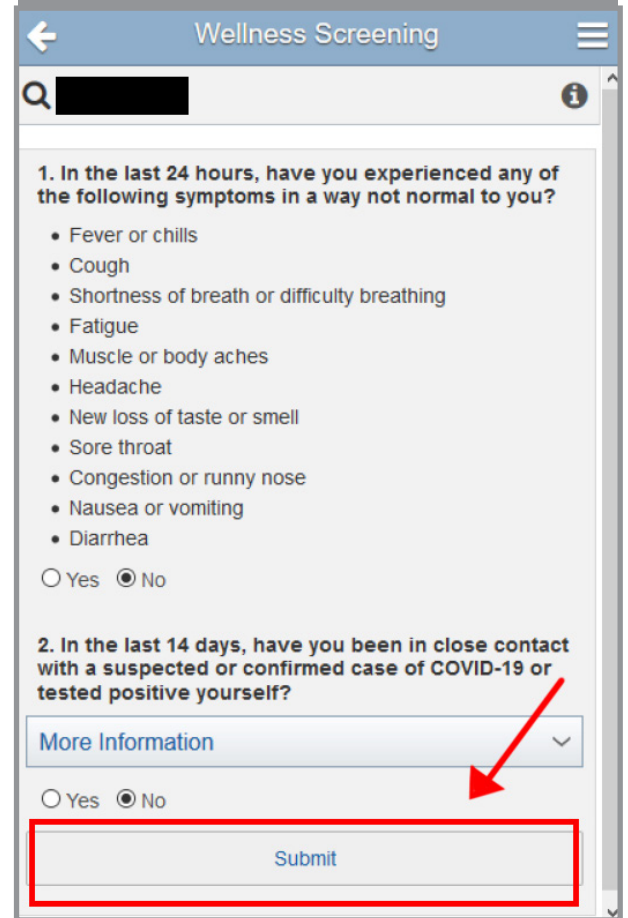 Wellness Screening
1. In the last 24 hours, have you experienced any of
the following symptoms in a way not normal to you?
• Fever or chills
• Cough
• Shortness of breath or difficulty breathing
• Fatigue
• Muscle or body aches
• Headache
• New loss of taste or smell
• Sore throat
• Congestion or runny nose
• Nausea or vomiting
• Diarrhea
Yes No
2. In the last 14 days, have you been in close contact
with a suspected or confirmed case of COVID-19 or
tested positive yourself?
More Information
Yes No
Submit